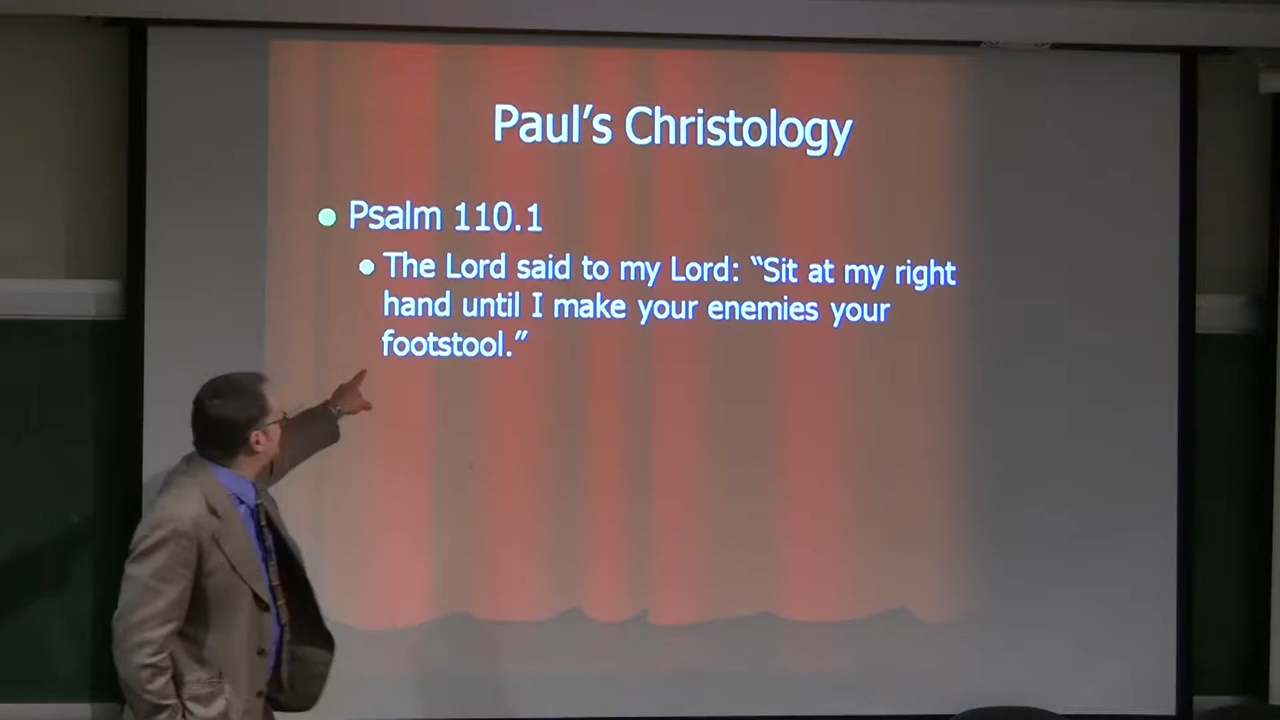 Paul’s Christology
Psalm 110.1
The Lord said to my Lord: “Sit at my right
hand until I make your enemies your
footstool.”